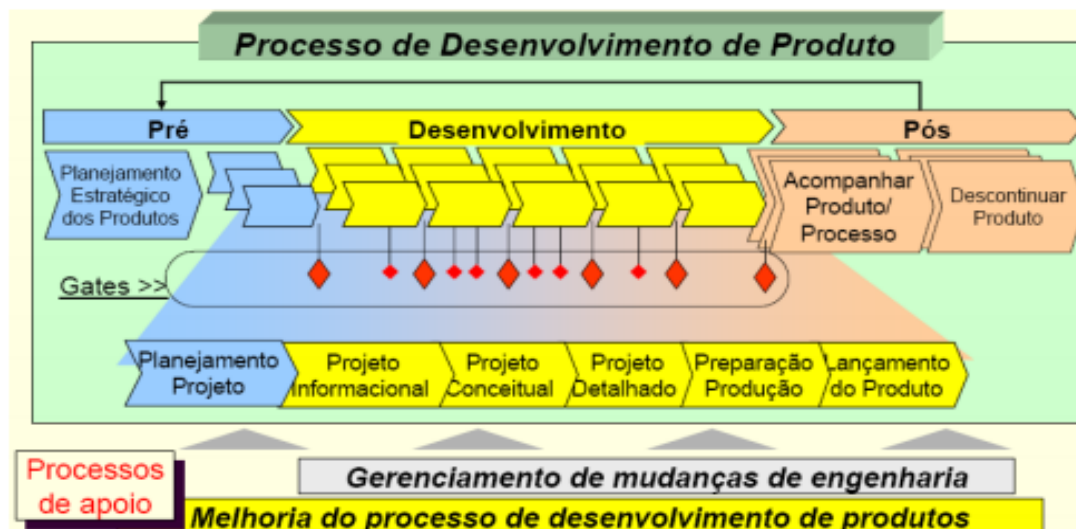 Processo de Desenvolvimento de Produto
Pré
Desenvolvimento
Pós
Planejamento
Estratégico
dos Produtos
Acompanhar
Produto/
Processo
Descontinuar
Produto
Gates >>
Planejamento
Projeto
Projeto
Informacional
Projeto
Conceitual
Projeto
Detalhado
Preparação
Produção
Lançamento
do Produto
Processos
de apoio
Gerenciamento de mudanças de engenharia
Melhoria do processo de desenvolvimento de produtos